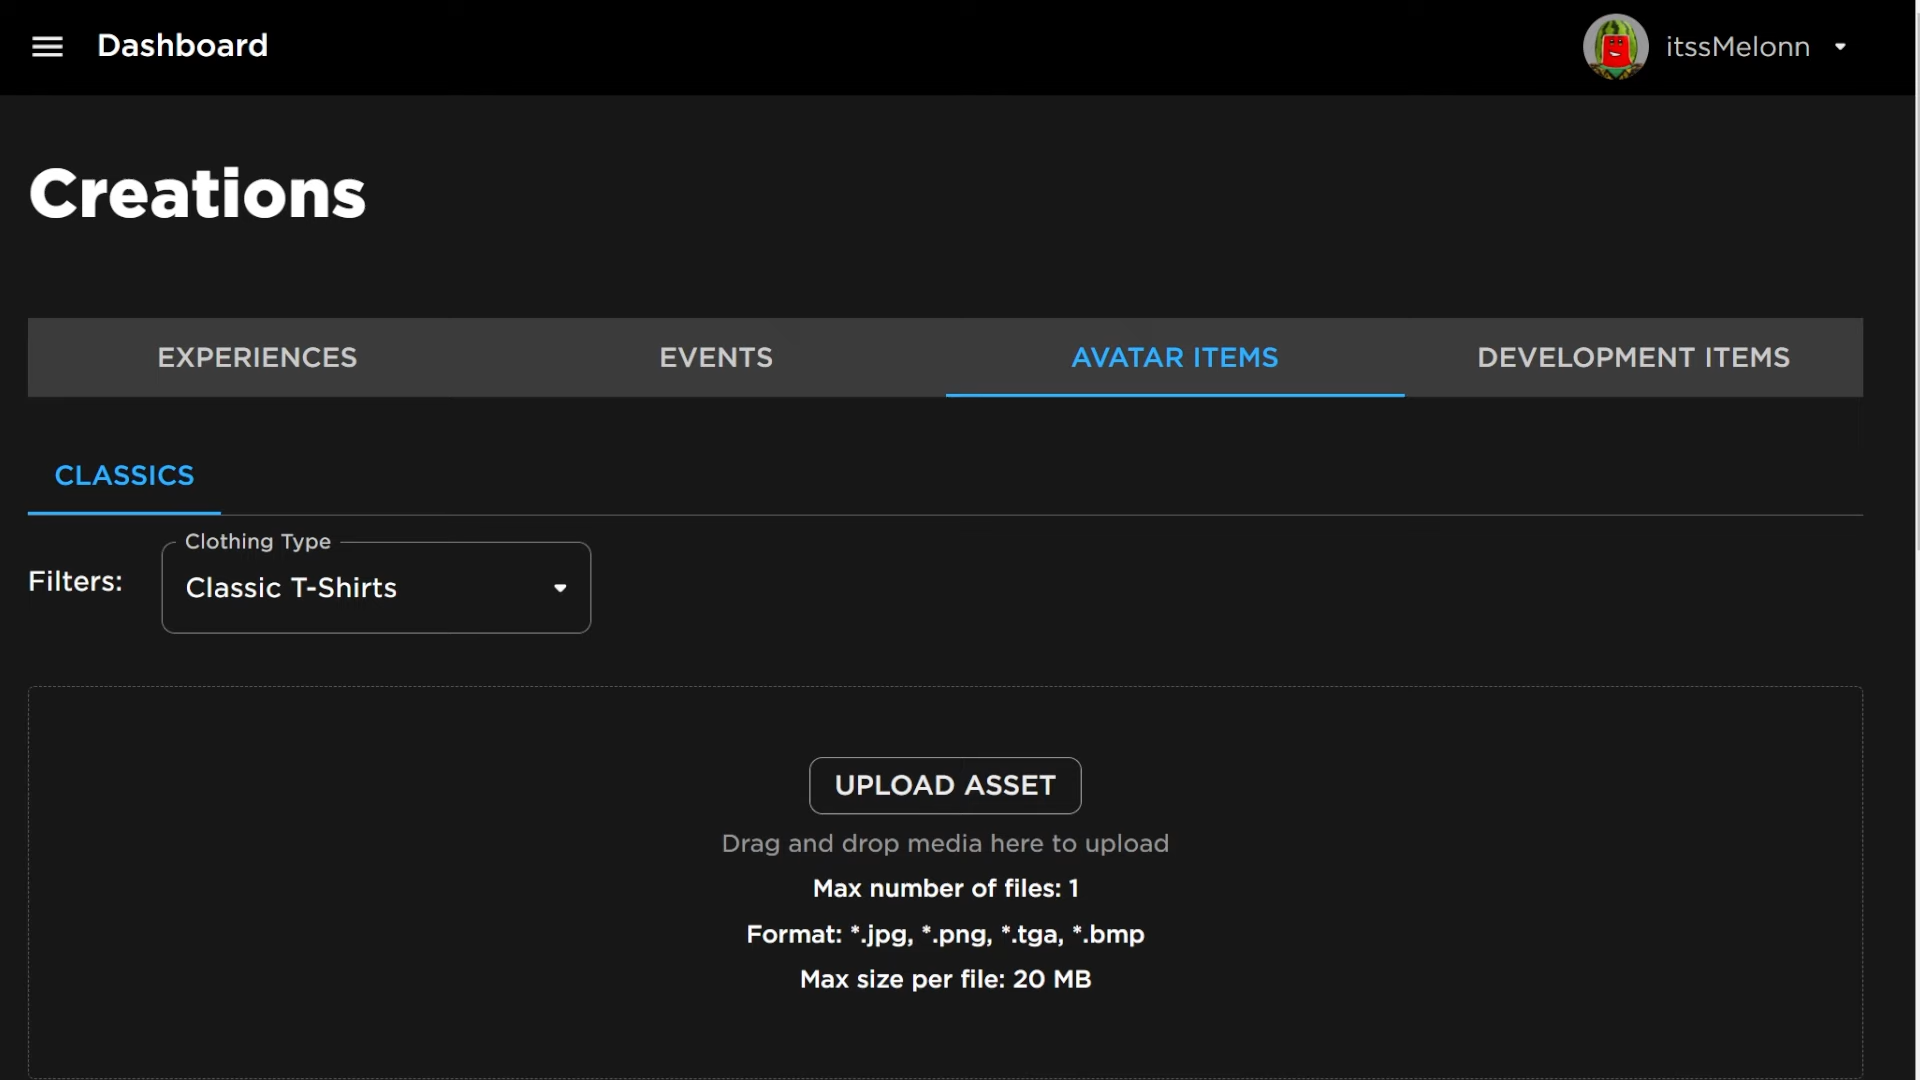 Dashboard
itssMelonn
Creations
EXPERIENCES
EVENTS
AVATAR ITEMS
DEVELOPMENT ITEMS
CLASSICS
Filters:
Clothing Type
Classic T-Shirts
UPLOAD ASSET
Drag and drop media here to upload
Max number of files: 1
Format: *.jpg, *.png, *.tga, *.bmp
Max size per file: 20 MB